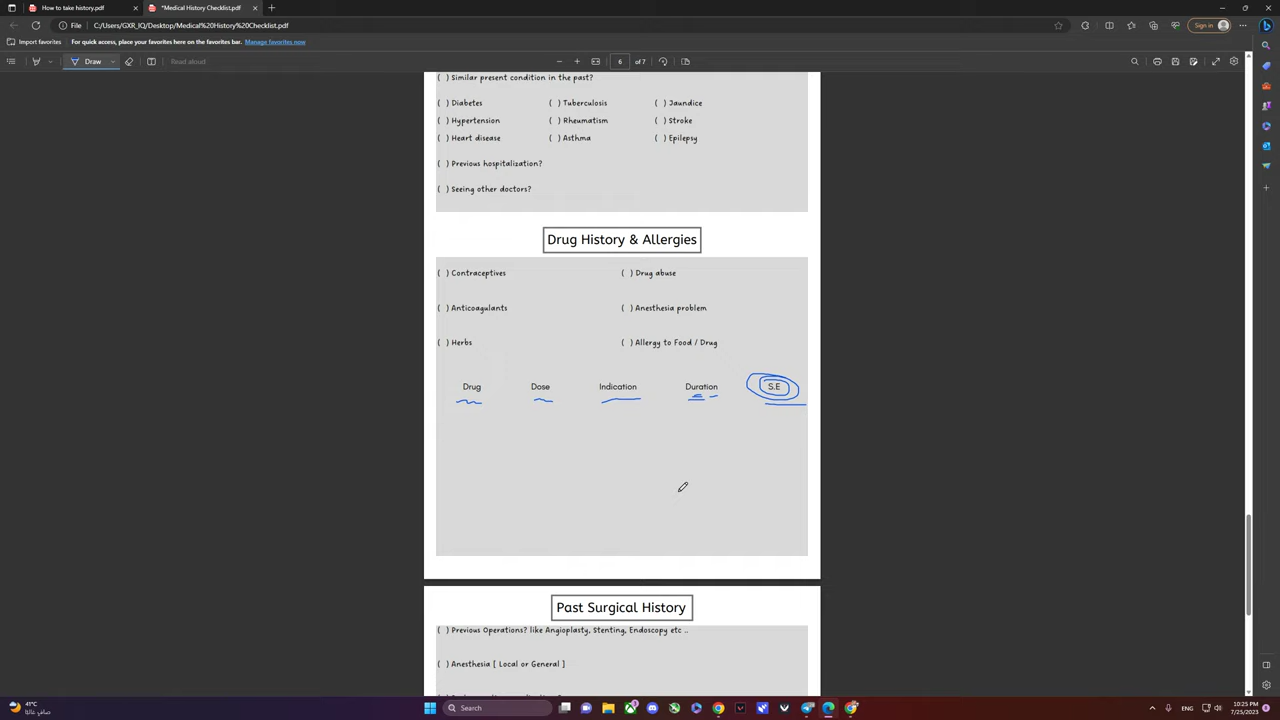 How to take history.pdf
*Medical History Checklist.pdf
File
C:/Users/GXR_IQ/Desktop/Medical%20History%20Checklist.pdf
Sign in
Import favorites
For quick access, place your favorites here on the favorites bar. Manage favorites now
Draw
Read aloud
6 of 7
( ) Similar present condition in the past?
( ) Diabetes ( ) Tuberculosis ( ) Jaundice
( ) Hypertension ( ) Rheumatism ( ) Stroke
( ) Heart disease ( ) Asthma ( ) Epilepsy
( ) Previous hospitalization?
( ) Seeing other doctors?
Drug History & Allergies
( ) Contraceptives ( ) Drug abuse
( ) Anticoagulants ( ) Anesthesia problem
( ) Herbs ( ) Allergy to Food / Drug
Drug Dose Indication Duration S.E
Past Surgical History
( ) Previous Operations? like Angioplasty, Stenting, Endoscopy etc ..
( ) Anesthesia [ Local or General ]
41°C
صافي غالبًا
Search
ENG
10:25 PM
7/25/2023